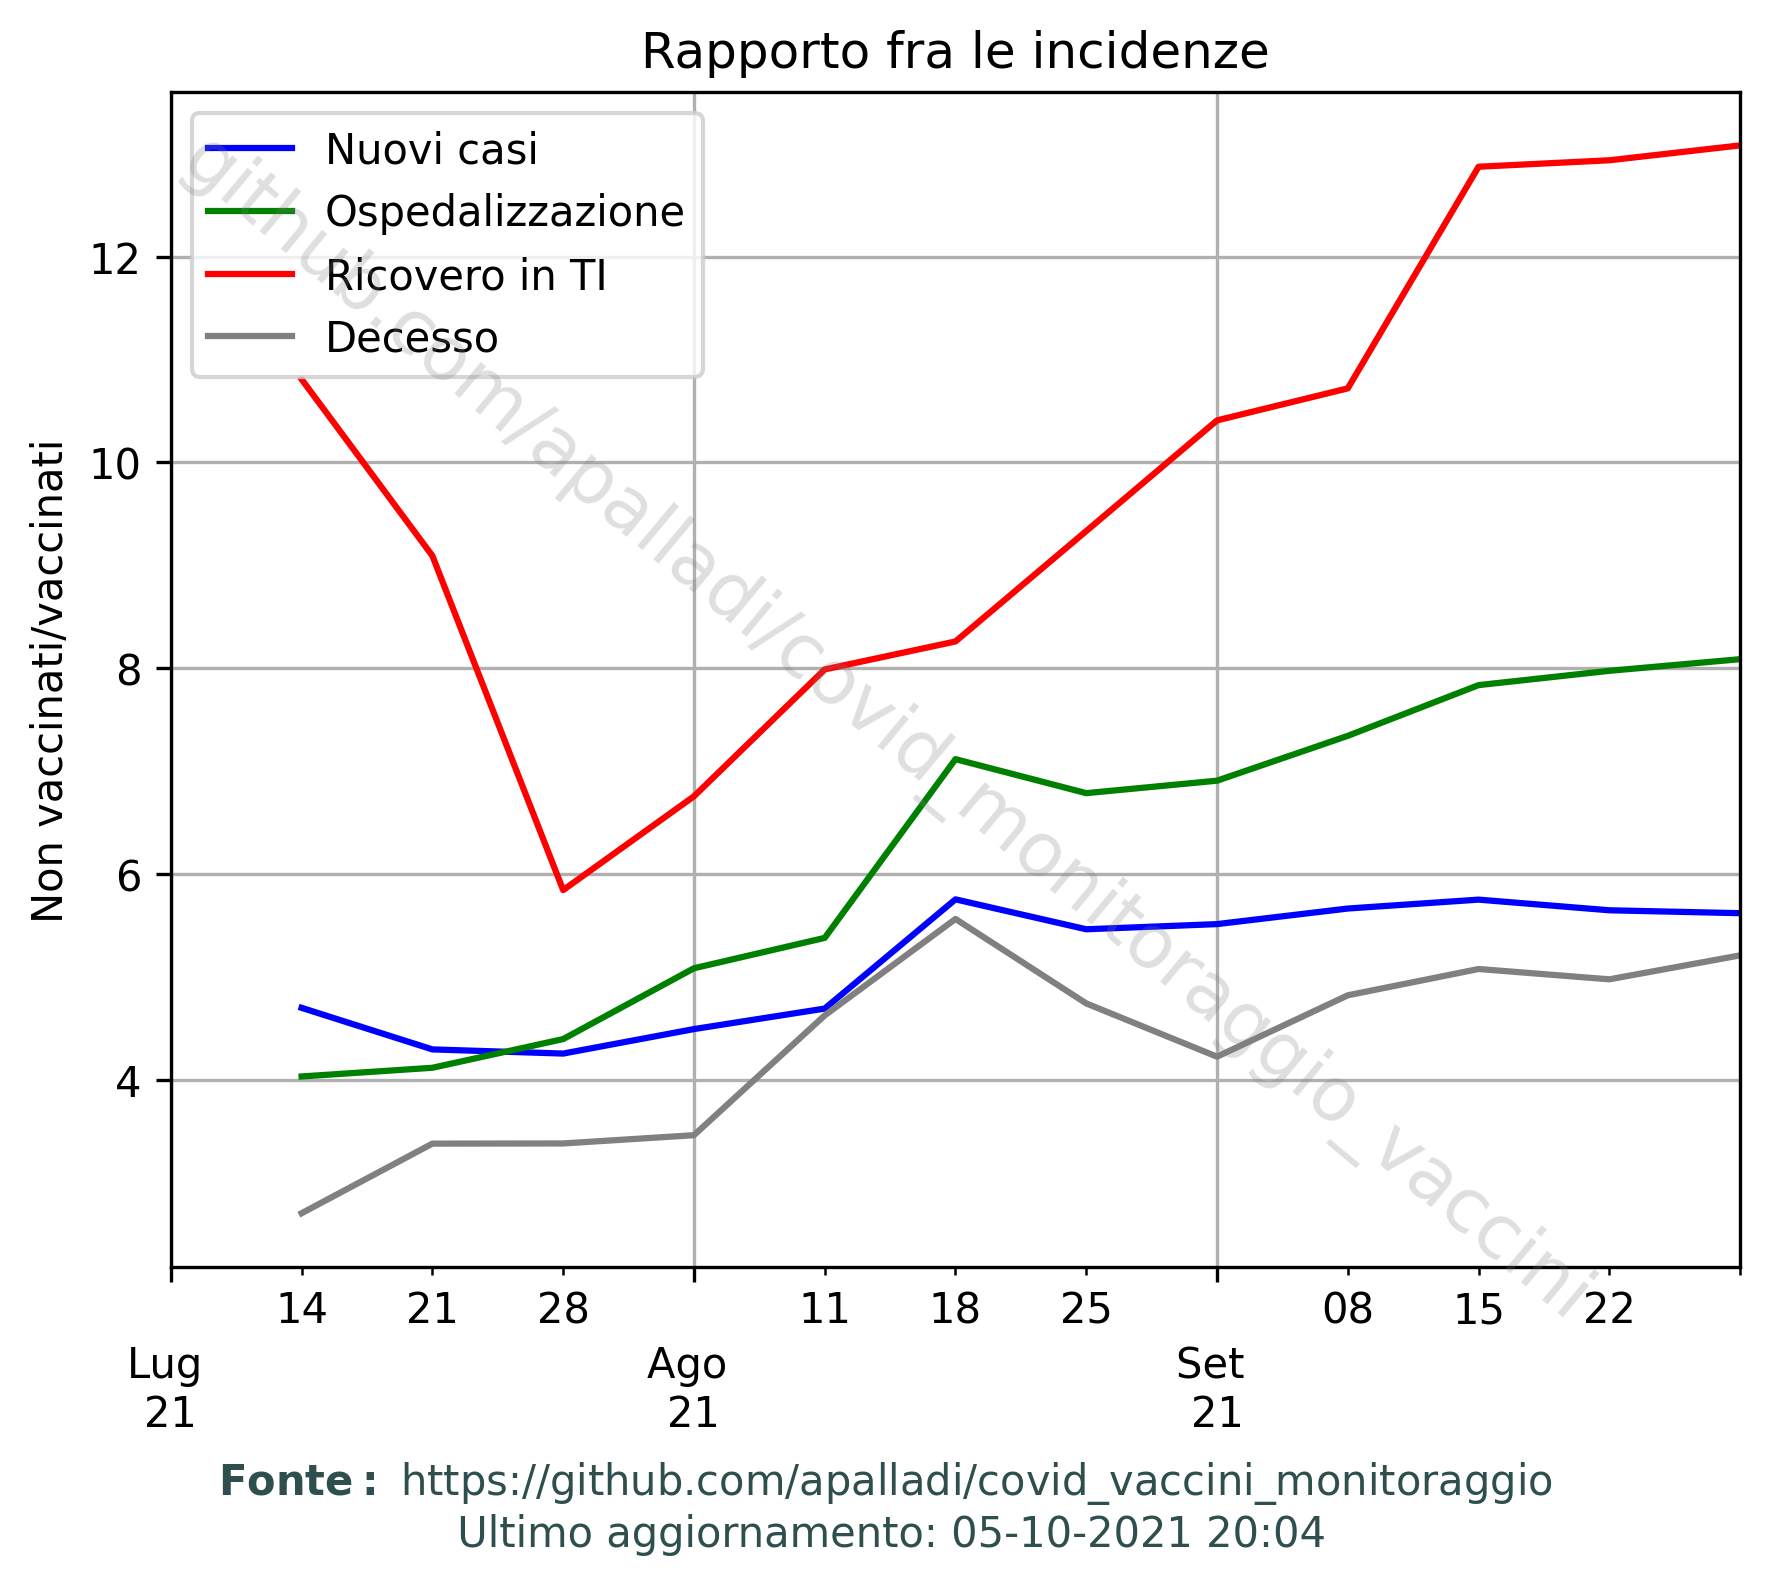 Rapporto fra le incidenze
Nuovi casi
Ospedalizzazione
Ricovero in TI
Decesso
github.com/apalladi/covid_monitoraggio_vaccini
Non vaccinati/vaccinati
12
10
8
6
4
14 21 28 11 18 25 08 15 22
Lug Ago Set
21 21 21
Fonte: https://github.com/apalladi/covid_vaccini_monitoraggio
Ultimo aggiornamento: 05-10-2021 20:04